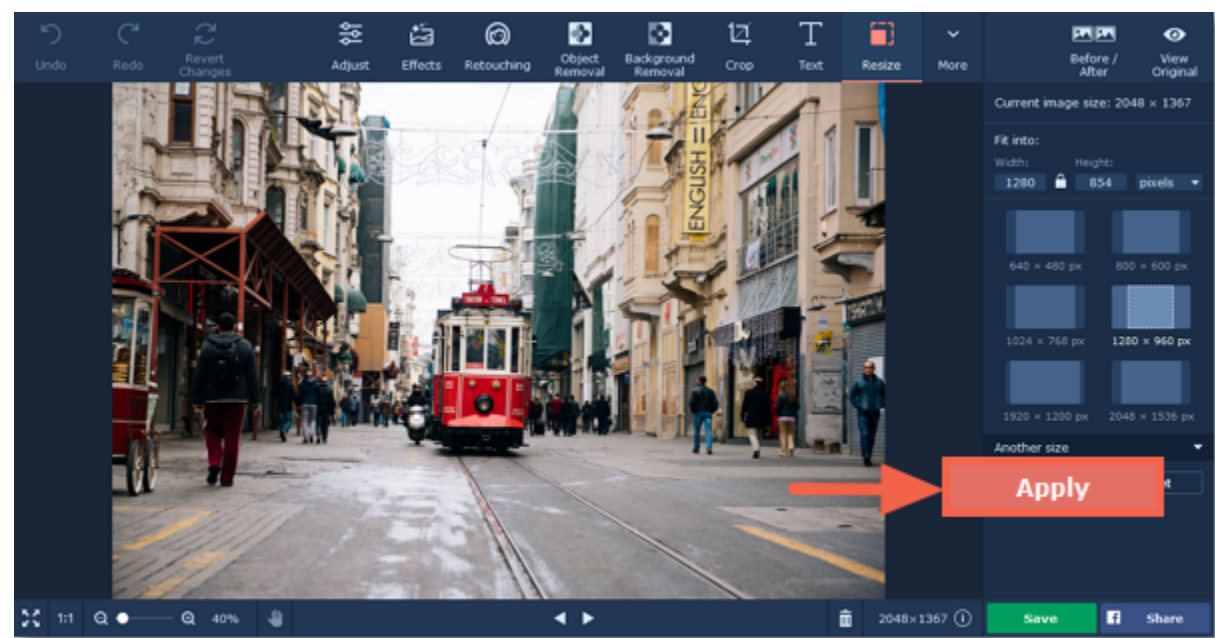 Undo
Redo
Revert
Changes
Adjust
Effects
Retouching
Object
Removal
Background
Removal
Crop
Text
Resize
More
Before /
After
View
Original
Current image size: 2048 × 1367
Fit into:
Width:
Height:
1280
854
pixels
640 × 480 px
800 × 600 px
1024 × 768 px
1280 × 960 px
1920 × 1200 px
2048 × 1536 px
Another size
Apply
ENGLISH = ENG
1:1
40%
2048×1367
Save
Share